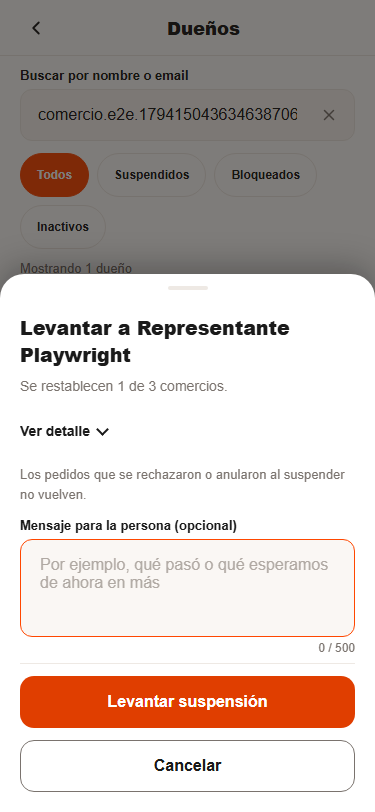 Dueños
Buscar por nombre o email
comercio.e2e.179415043634638706
Todos
Suspendidos
Bloqueados
Inactivos
Mostrando 1 dueño
Levantar a Representante
Playwright
Se restablecen 1 de 3 comercios.
Ver detalle
Los pedidos que se rechazaron o anularon al suspender
no vuelven.
Mensaje para la persona (opcional)
Por ejemplo, qué pasó o qué esperamos
de ahora en más
0 / 500
Levantar suspensión
Cancelar